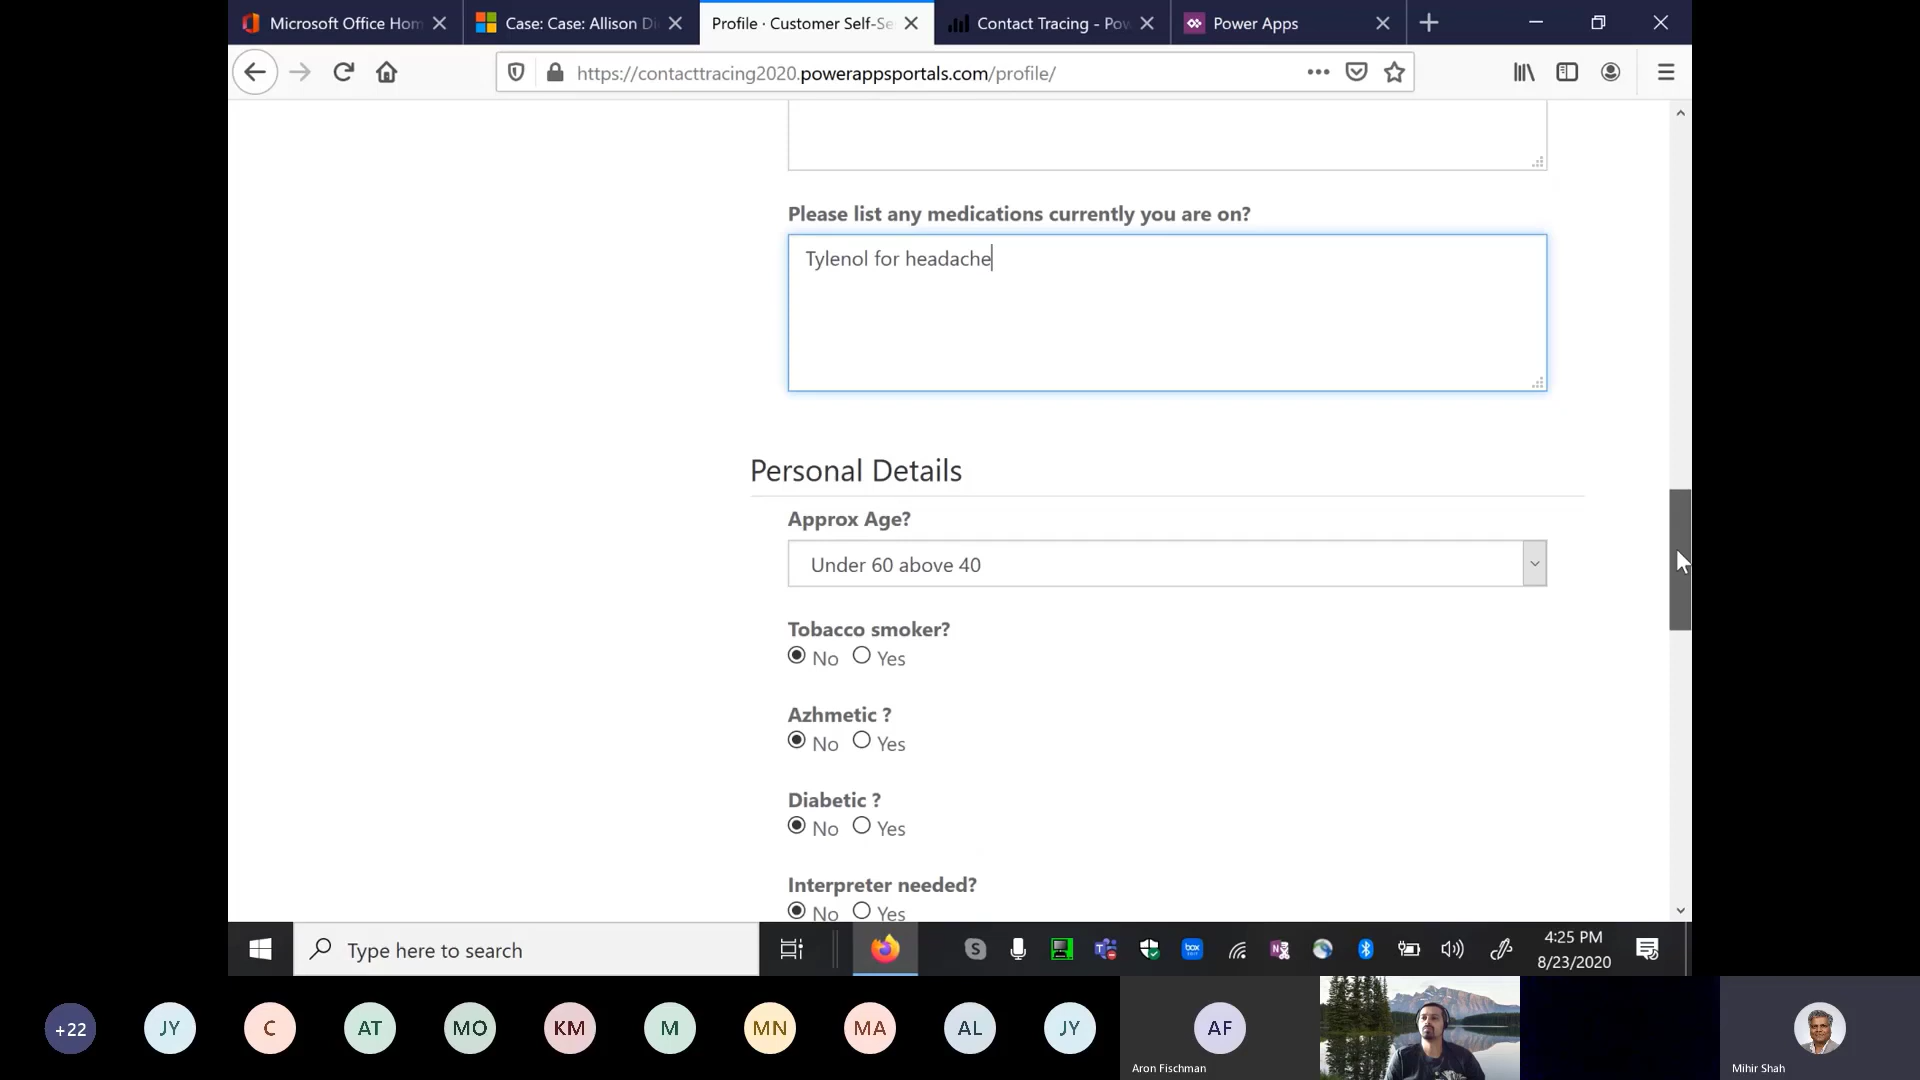 Microsoft Office Hom
Case: Case: Allison Di
Profile · Customer Self-Se
Contact Tracing - Pow
Power Apps
https://contacttracing2020.powerappsportals.com/profile/
Please list any medications currently you are on?
Tylenol for headache
Personal Details
Approx Age?
Under 60 above 40
Tobacco smoker?
No Yes
Azhmetic ?
No Yes
Diabetic ?
No Yes
Interpreter needed?
No Yes
Type here to search
box
4:25 PM
8/23/2020
+22 JY C AT MO KM M MN MA AL JY AF
Aron Fischman
Mihir Shah